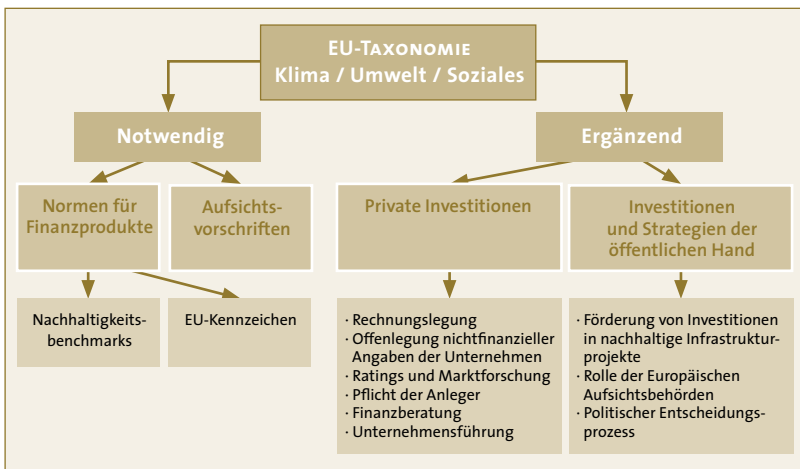 EU-Taxonomie
Klima / Umwelt / Soziales
Notwendig
Ergänzend
Normen für
Finanzprodukte
Aufsichts-
vorschriften
Private Investitionen
Investitionen
und Strategien der
öffentlichen Hand
Nachhaltigkeits-
benchmarks
EU-Kennzeichen
· Rechnungslegung
· Offenlegung nichtfinanzieller
Angaben der Unternehmen
· Ratings und Marktforschung
· Pflicht der Anleger
· Finanzberatung
· Unternehmensführung
· Förderung von Investitionen
in nachhaltige Infrastruktur-
projekte
· Rolle der Europäischen
Aufsichtsbehörden
· Politischer Entscheidungs-
prozess